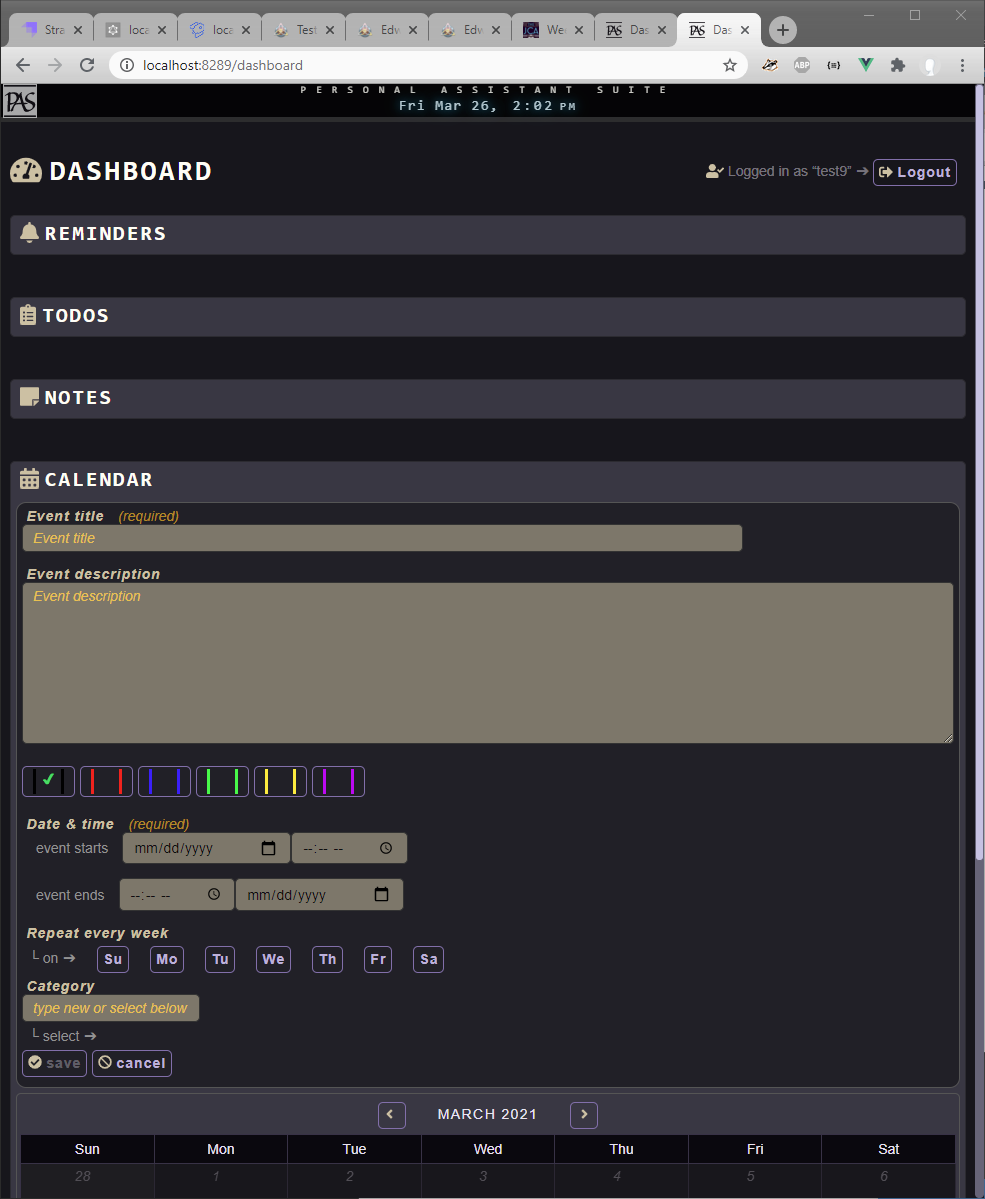 Stra loca loca Test Edw Edw Wee Das Das
localhost:8289/dashboard ABP
PAS PERSONAL ASSISTANT SUITE
Fri Mar 26, 2:02 PM
DASHBOARD Logged in as “test9” ➔ Logout
REMINDERS
TODOS
NOTES
CALENDAR
Event title (required)
Event title
Event description
Event description
✓
Date & time (required)
event starts mm/dd/yyyy --:-- --
event ends --:-- -- mm/dd/yyyy
Repeat every week
└ on ➔ Su Mo Tu We Th Fr Sa
Category
type new or select below
└ select ➔
save cancel
MARCH 2021
Sun Mon Tue Wed Thu Fri Sat
28 1 2 3 4 5 6